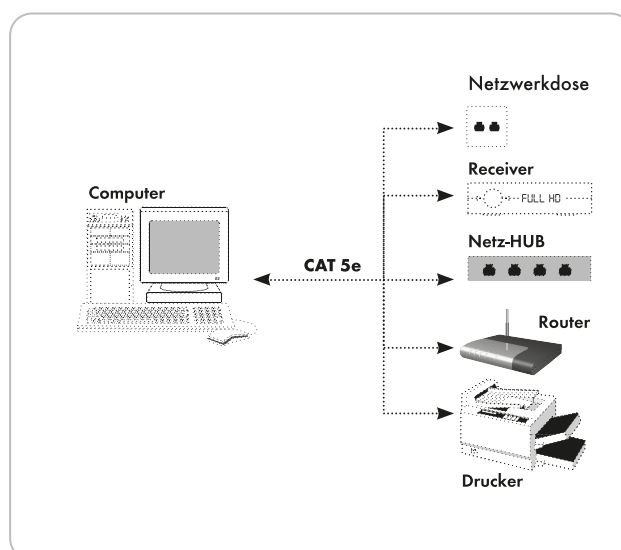 Netzwerkdose
Receiver
FULL HD
Computer
Netz-HUB
CAT 5e
Router
Drucker